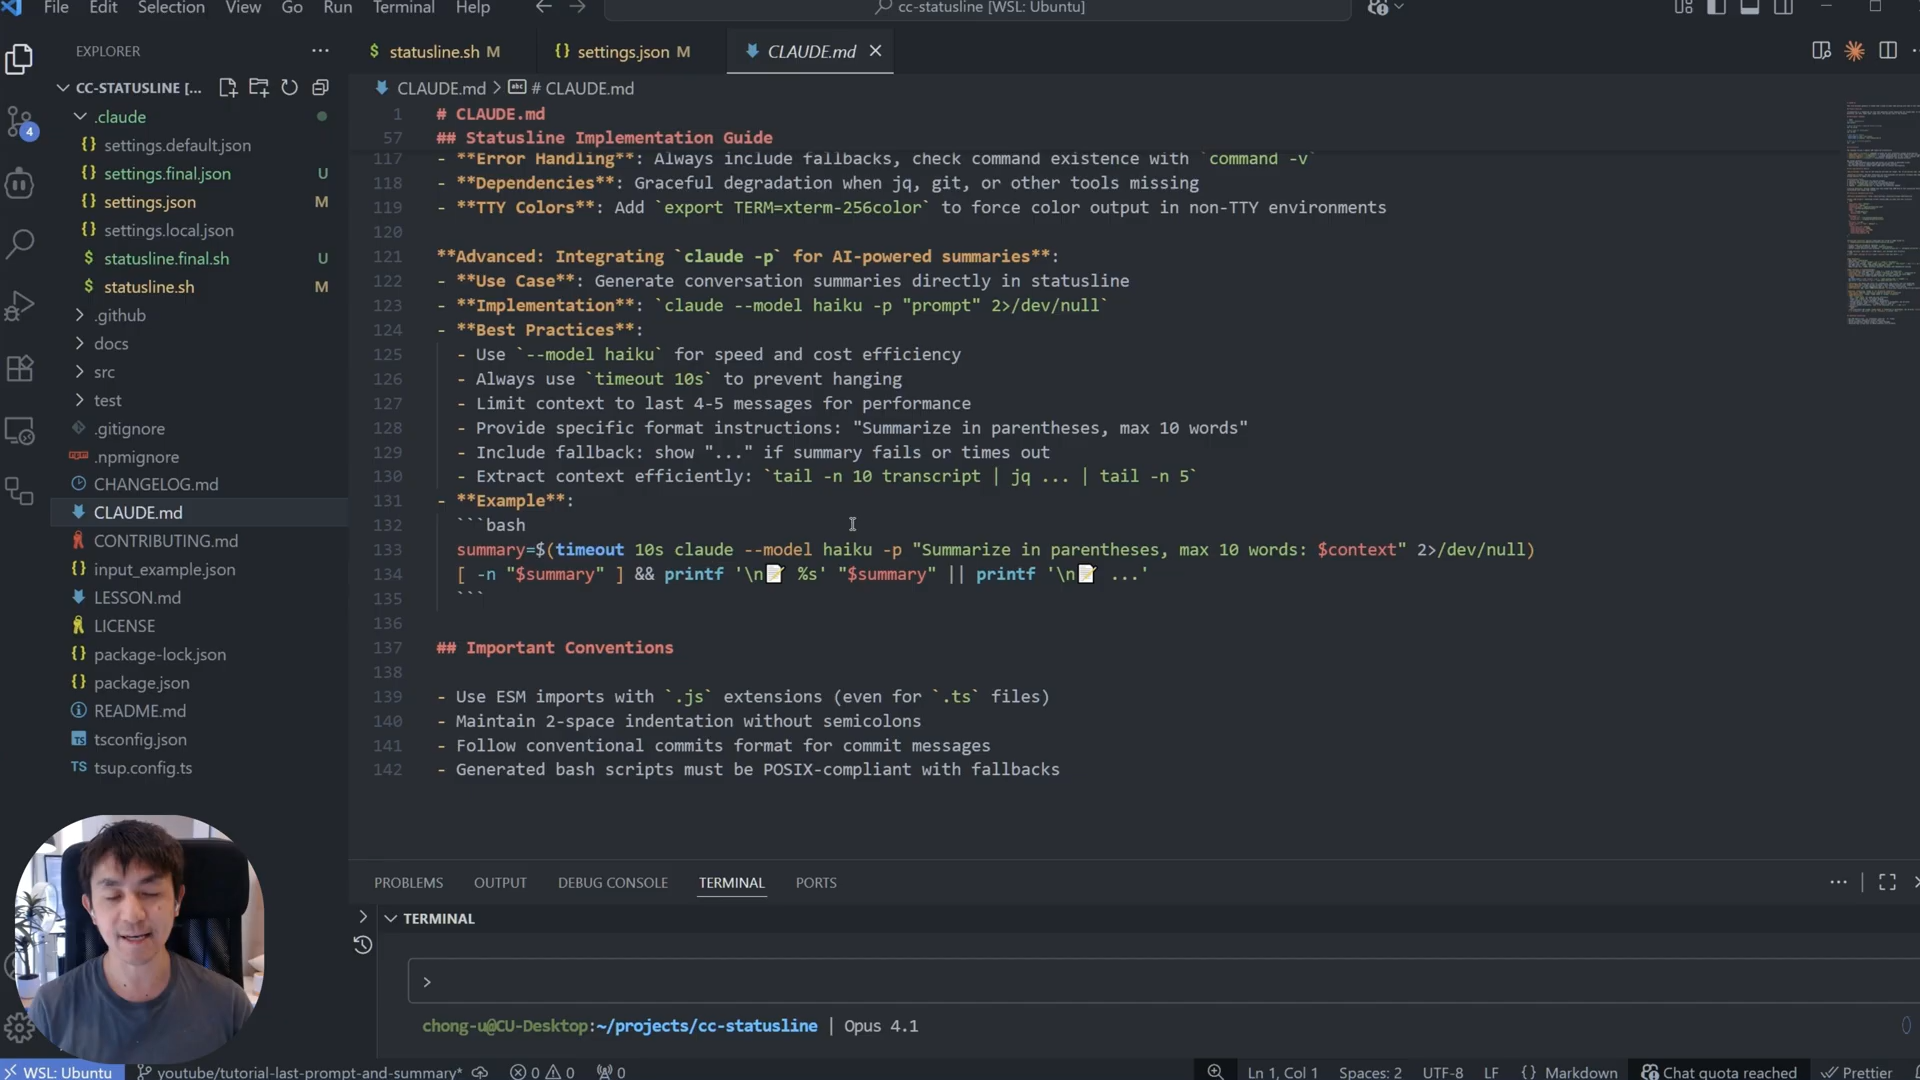 File Edit Selection View Go Run Terminal Help
cc-statusline [WSL: Ubuntu]
EXPLORER
CC-STATUSLINE [...
.claude
settings.default.json
settings.final.json U
settings.json M
settings.local.json
statusline.final.sh U
statusline.sh M
.github
docs
src
test
.gitignore
.npmignore
CHANGELOG.md
CLAUDE.md
CONTRIBUTING.md
input_example.json
LESSON.md
LICENSE
package-lock.json
package.json
README.md
tsconfig.json
tsup.config.ts
4
statusline.sh M
settings.json M
CLAUDE.md
CLAUDE.md > # CLAUDE.md
1 # CLAUDE.md
57 ## Statusline Implementation Guide
117 - **Error Handling**: Always include fallbacks, check command existence with `command -v`
118 - **Dependencies**: Graceful degradation when jq, git, or other tools missing
119 - **TTY Colors**: Add `export TERM=xterm-256color` to force color output in non-TTY environments
120
121 **Advanced: Integrating `claude -p` for AI-powered summaries**:
122 - **Use Case**: Generate conversation summaries directly in statusline
123 - **Implementation**: `claude --model haiku -p "prompt" 2>/dev/null`
124 - **Best Practices**:
125 - Use `--model haiku` for speed and cost efficiency
126 - Always use `timeout 10s` to prevent hanging
127 - Limit context to last 4-5 messages for performance
128 - Provide specific format instructions: "Summarize in parentheses, max 10 words"
129 - Include fallback: show "..." if summary fails or times out
130 - Extract context efficiently: `tail -n 10 transcript | jq ... | tail -n 5`
131 - **Example**:
132 ```bash
133 summary=$(timeout 10s claude --model haiku -p "Summarize in parentheses, max 10 words: $context" 2>/dev/null)
134 [ -n "$summary" ] && printf '\n📝 %s' "$summary" || printf '\n📝 ...'
135 ```
136
137 ## Important Conventions
138
139 - Use ESM imports with `.js` extensions (even for `.ts` files)
140 - Maintain 2-space indentation without semicolons
141 - Follow conventional commits format for commit messages
142 - Generated bash scripts must be POSIX-compliant with fallbacks
PROBLEMS OUTPUT DEBUG CONSOLE TERMINAL PORTS
TERMINAL
>
chong-u@CU-Desktop:~/projects/cc-statusline | Opus 4.1
WSL: Ubuntu youtube/tutorial-last-prompt-and-summary* 0 0 0 Ln 1, Col 1 Spaces: 2 UTF-8 LF {} Markdown Chat quota reached Prettier